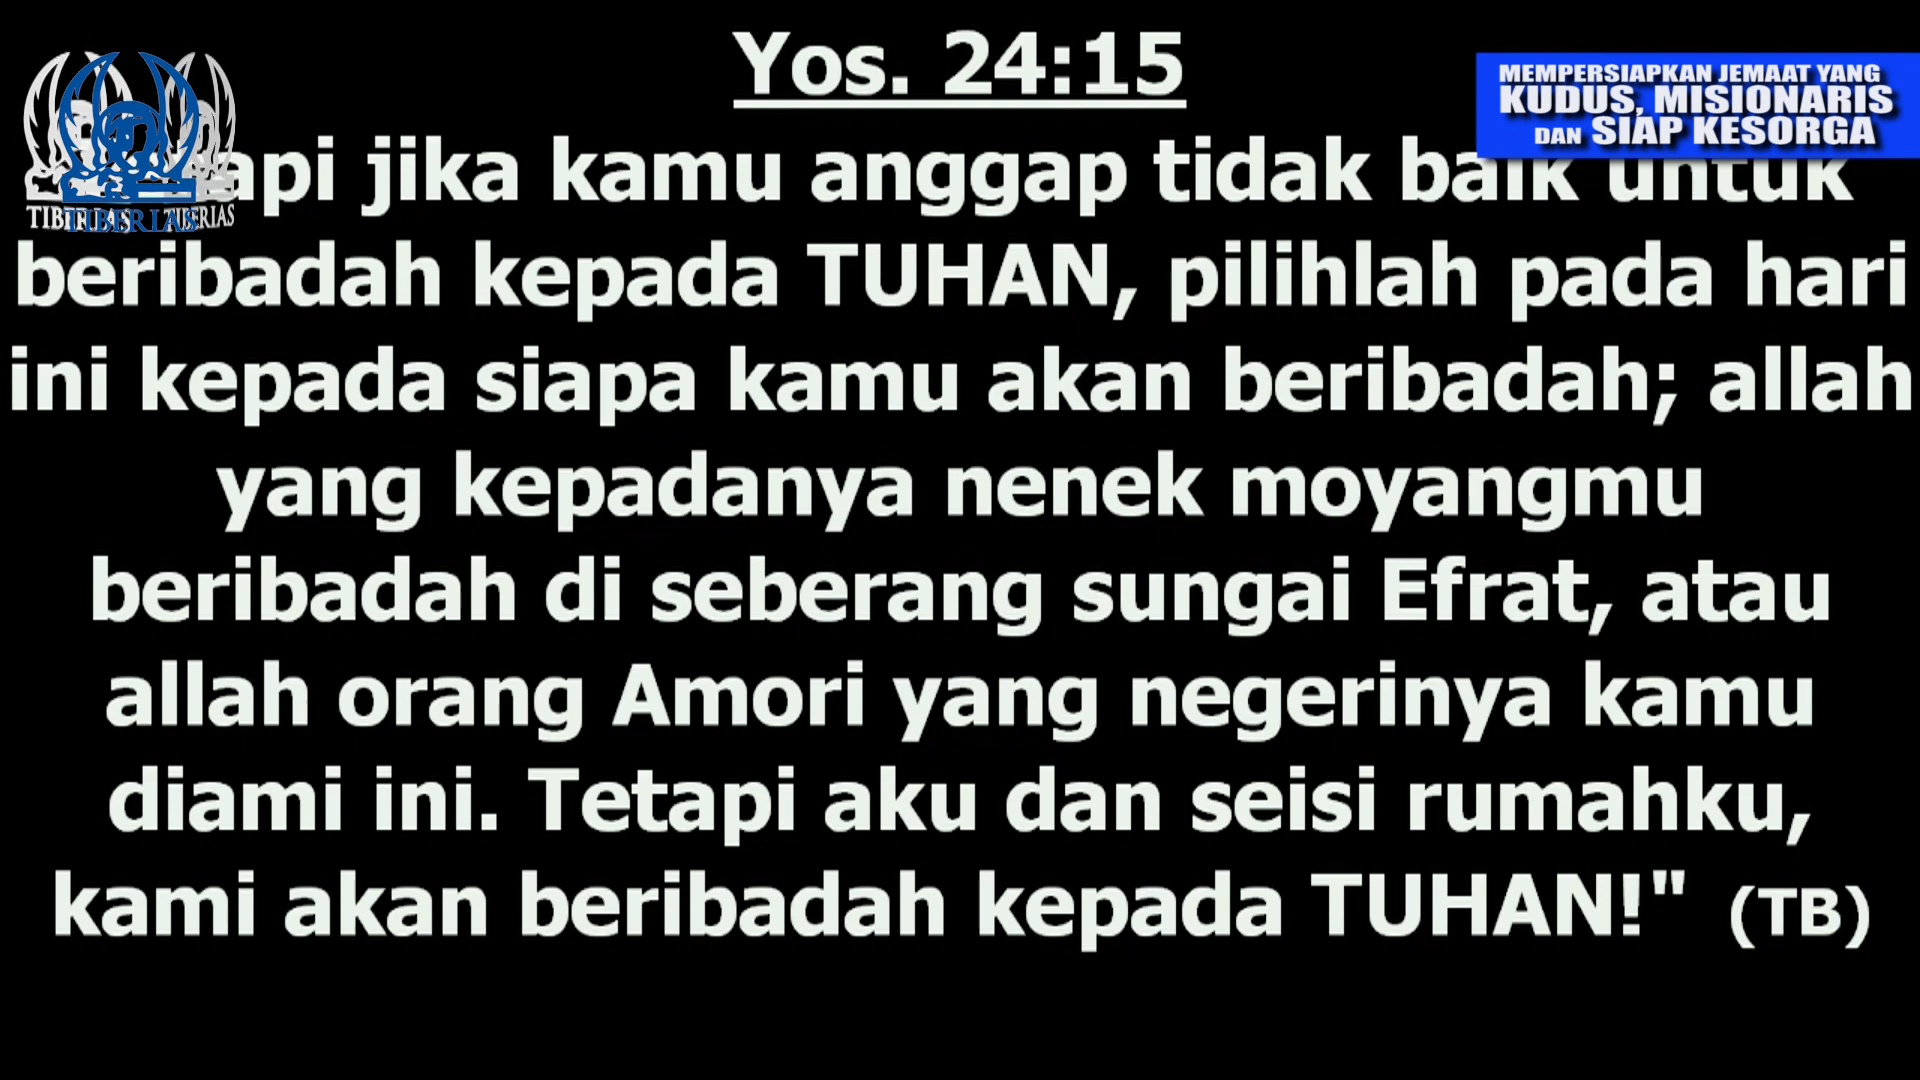 Yos. 24:15
MEMPERSIAPKAN JEMAAT YANG
KUDUS, MISIONARIS
DAN SIAP KESORGA
TIBERIAS TIBERIAS TIBERIAS
api jika kamu anggap tidak baik untuk
beribadah kepada TUHAN, pilihlah pada hari
ini kepada siapa kamu akan beribadah; allah
yang kepadanya nenek moyangmu
beribadah di seberang sungai Efrat, atau
allah orang Amori yang negerinya kamu
diami ini. Tetapi aku dan seisi rumahku,
kami akan beribadah kepada TUHAN!" (TB)